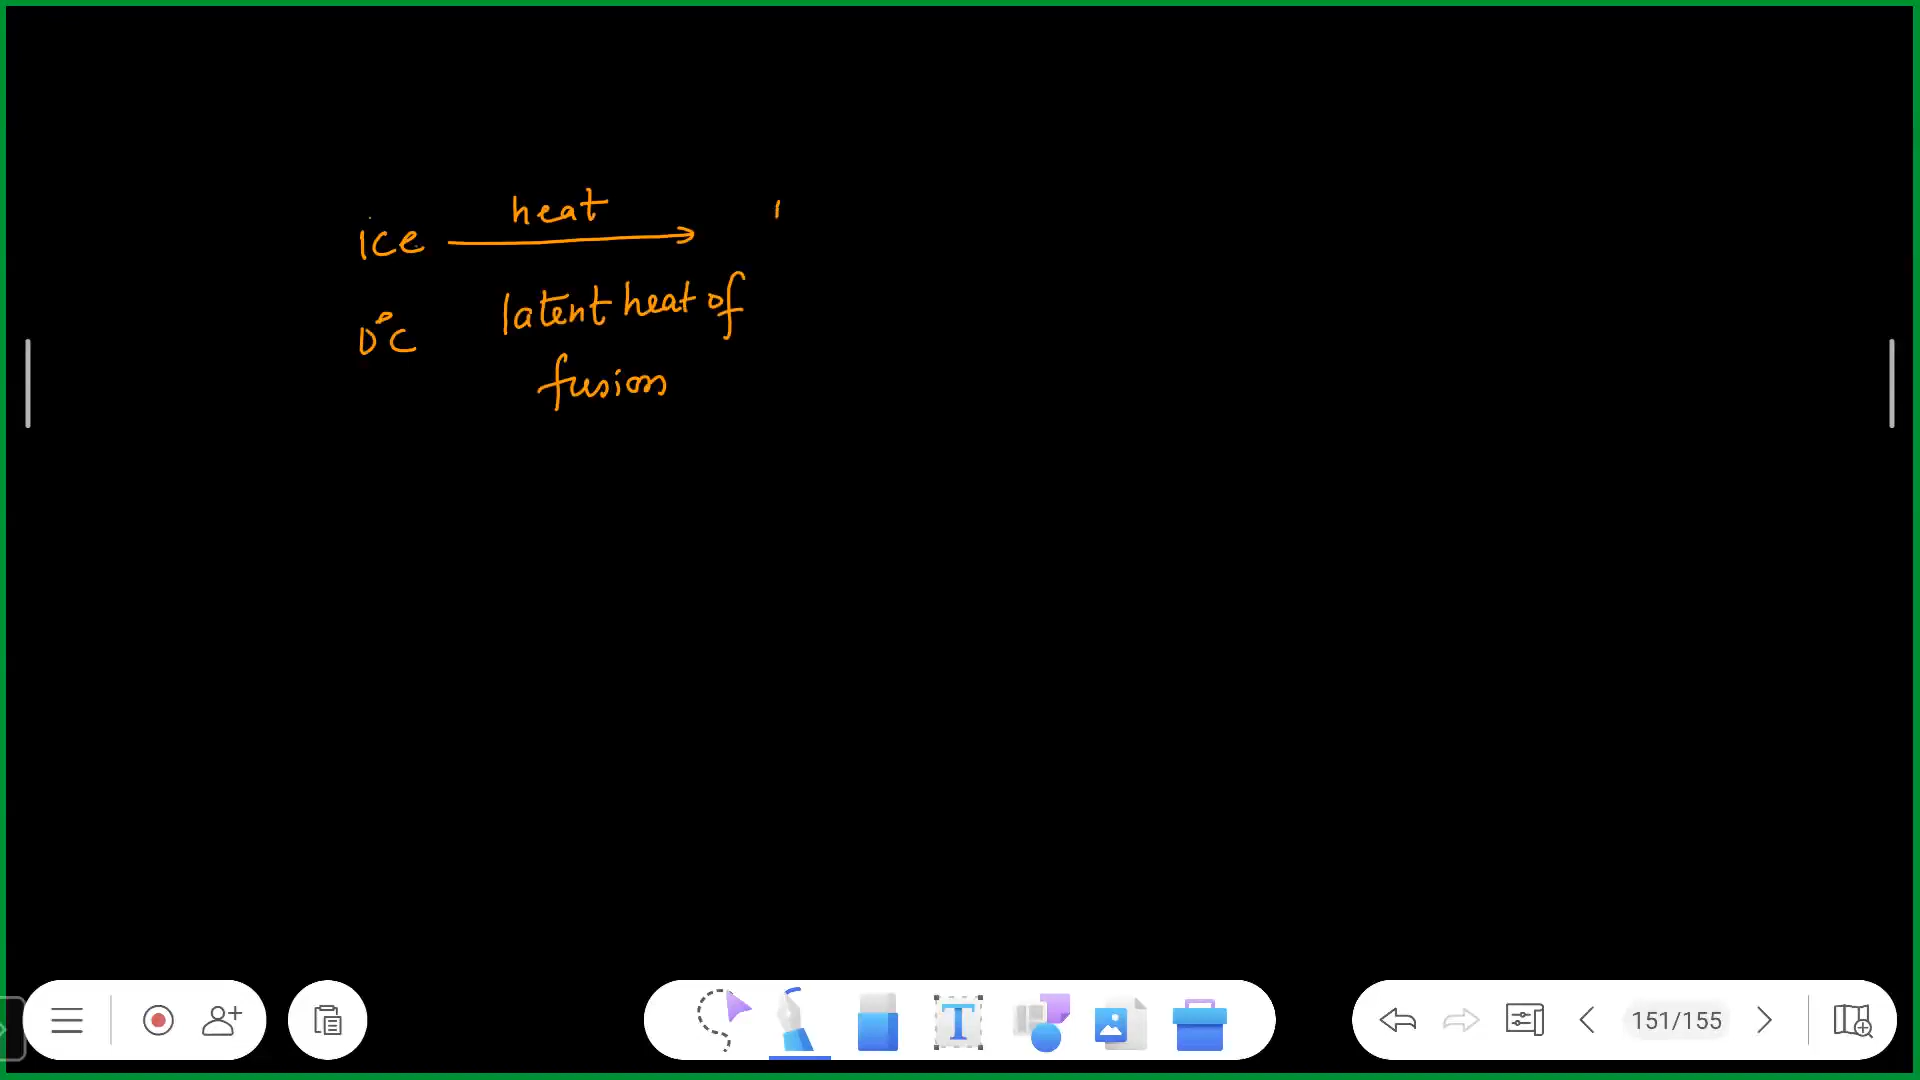 heat
ice
latent heat of
0°C
fusion
151/155